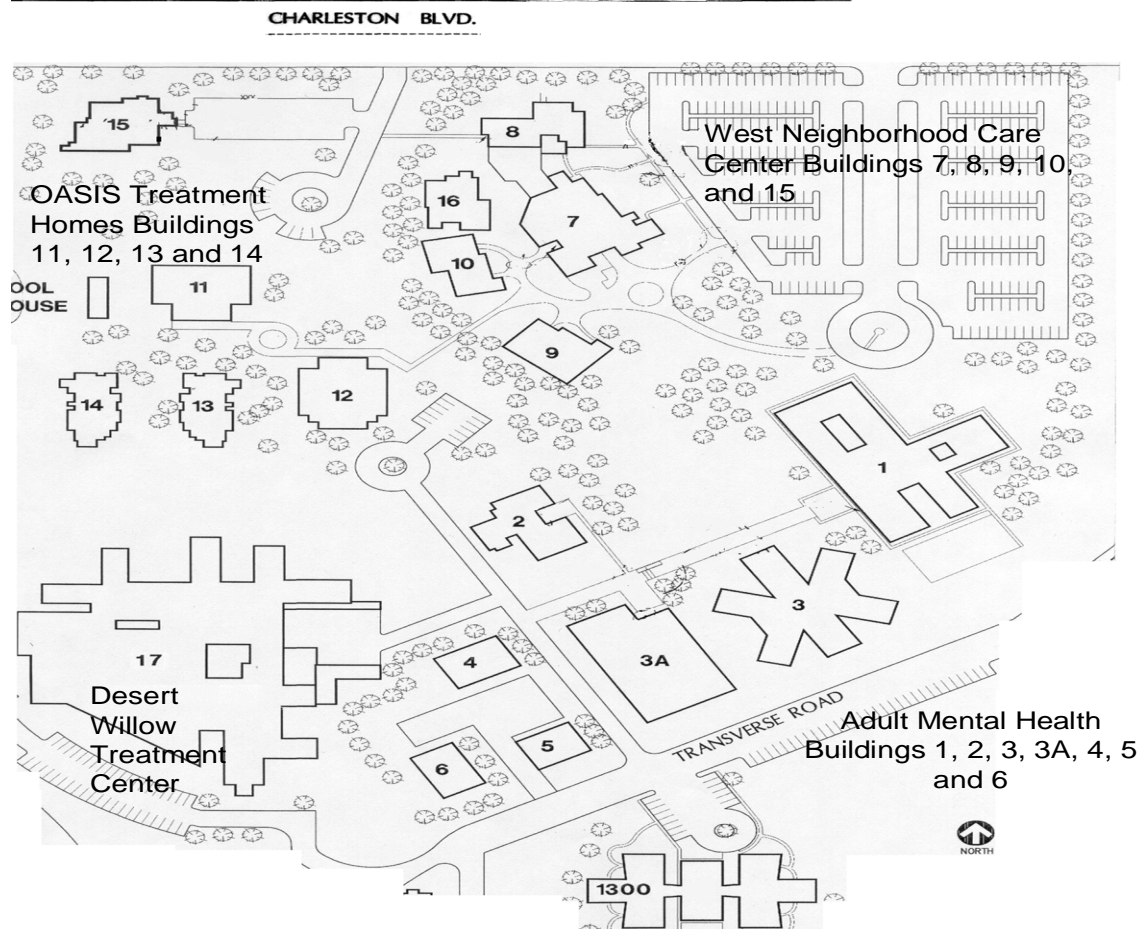 CHARLESTON BLVD.
15
8
West Neighborhood Care
Center Buildings 7, 8, 9, 10,
and 15
OASIS Treatment
Homes Buildings
11, 12, 13 and 14
16
7
10
OOL
OUSE
11
9
12
14
13
1
2
3
17
4
3A
Desert
Willow
Treatment
Center
TRANSVERSE ROAD
Adult Mental Health
Buildings 1, 2, 3, 3A, 4, 5
and 6
5
6
NORTH
1300